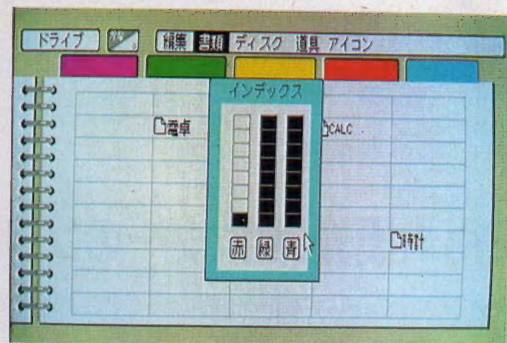 ドライブ 編集 書類 ディスク 道具 アイコン
インデックス
電卓 CALC
時計
赤 緑 青